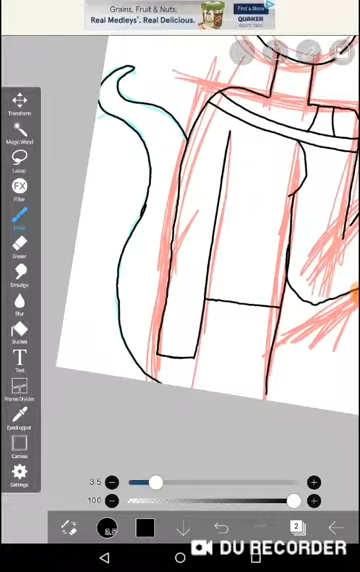 Grains, Fruit & Nuts.
Real Medleys®. Real Delicious.
Find a More
QUAKER
Transform
Magic Wand
Lasso
FX
Filter
Brush
Eraser
Smudge
Blur
Bucket
T
Text
Frame Divider
Eyedropper
Canvas
Settings
3.5
100
2
DU RECORDER